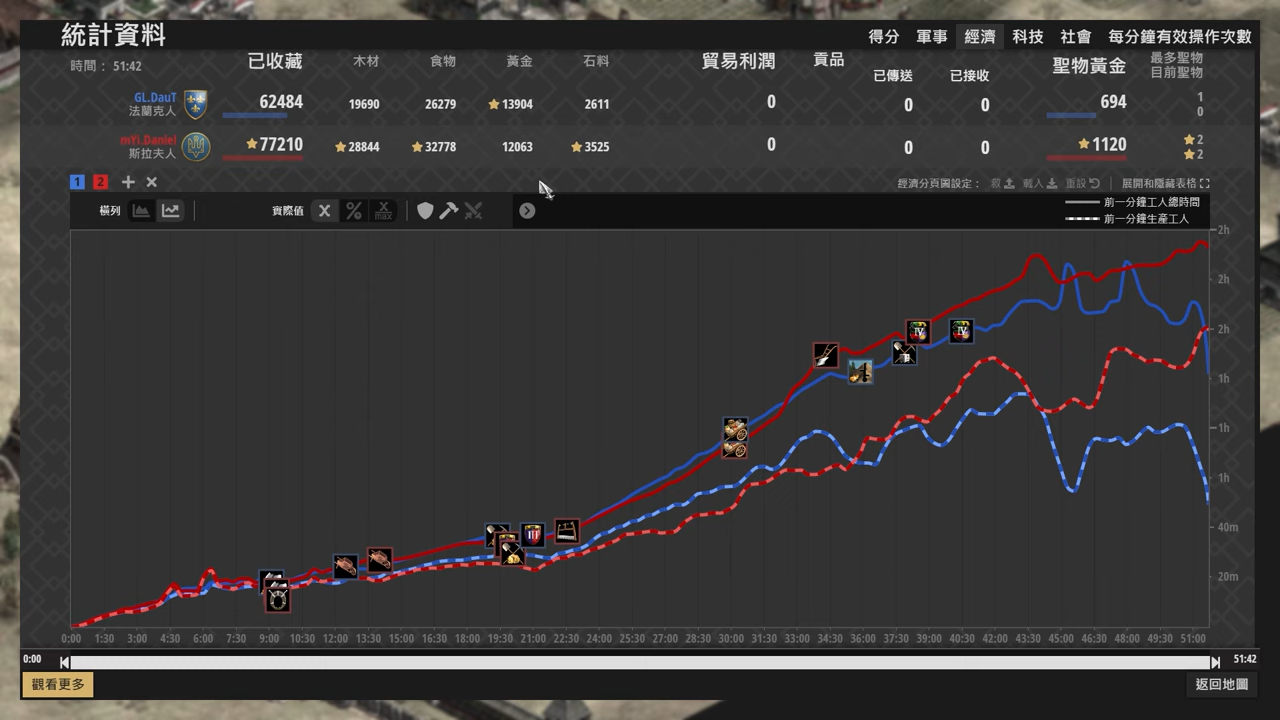 統計資料
得分 軍事 經濟 科技 社會 每分鐘有效操作次數
時間： 51:42
已收藏 木材 食物 黃金 石料 貿易利潤 貢品 已傳送 已接收 聖物黃金 最多聖物 目前聖物
GL.DauT 法蘭克人 62484 19690 26279 13904 2611 0 0 0 694 1 0
mYi.Daniel 斯拉夫人 77210 28844 32778 12063 3525 0 0 0 1120 2 2
1 2
經濟分頁圖設定： 載入 重設 展開和隱藏表格
橫列 實際值 X % X max
前一分鐘工人總時間
前一分鐘生產工人
2h
2h
2h
1h
1h
1h
40m
20m
III
IV IV
0:00 1:30 3:00 4:30 6:00 7:30 9:00 10:30 12:00 13:30 15:00 16:30 18:00 19:30 21:00 22:30 24:00 25:30 27:00 28:30 30:00 31:30 33:00 34:30 36:00 37:30 39:00 40:30 42:00 43:30 45:00 46:30 48:00 49:30 51:00
0:00 51:42
觀看更多 返回地圖